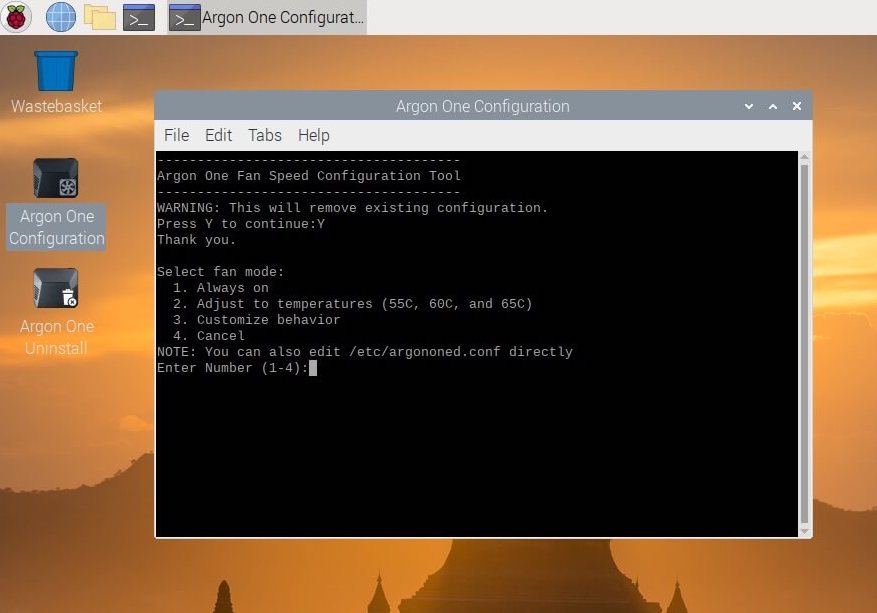 Argon One Configurat...
Wastebasket
Argon One
Configuration
Argon One
Uninstall
Argon One Configuration
File Edit Tabs Help
--------------------------------------
Argon One Fan Speed Configuration Tool
--------------------------------------
WARNING: This will remove existing configuration.
Press Y to continue:Y
Thank you.
Select fan mode:
1. Always on
2. Adjust to temperatures (55C, 60C, and 65C)
3. Customize behavior
4. Cancel
NOTE: You can also edit /etc/argononed.conf directly
Enter Number (1-4):